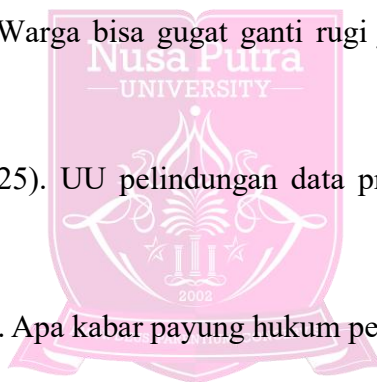 Warga bisa gugat ganti rugi
Nusa Putra
UNIVERSITY
25). UU pelindungan data pr
2002
. Apa kabar payung hukum pe